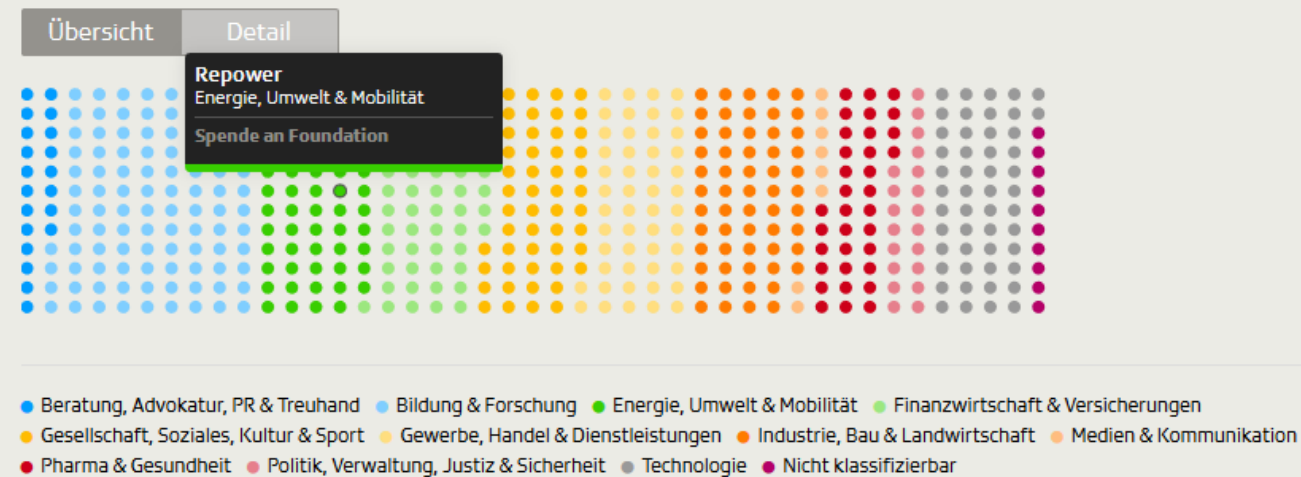 Übersicht Detail
Repower
Energie, Umwelt & Mobilität
Spende an Foundation
Beratung, Advokatur, PR & Treuhand Bildung & Forschung Energie, Umwelt & Mobilität Finanzwirtschaft & Versicherungen
Gesellschaft, Soziales, Kultur & Sport Gewerbe, Handel & Dienstleistungen Industrie, Bau & Landwirtschaft Medien & Kommunikation
Pharma & Gesundheit Politik, Verwaltung, Justiz & Sicherheit Technologie Nicht klassifizierbar